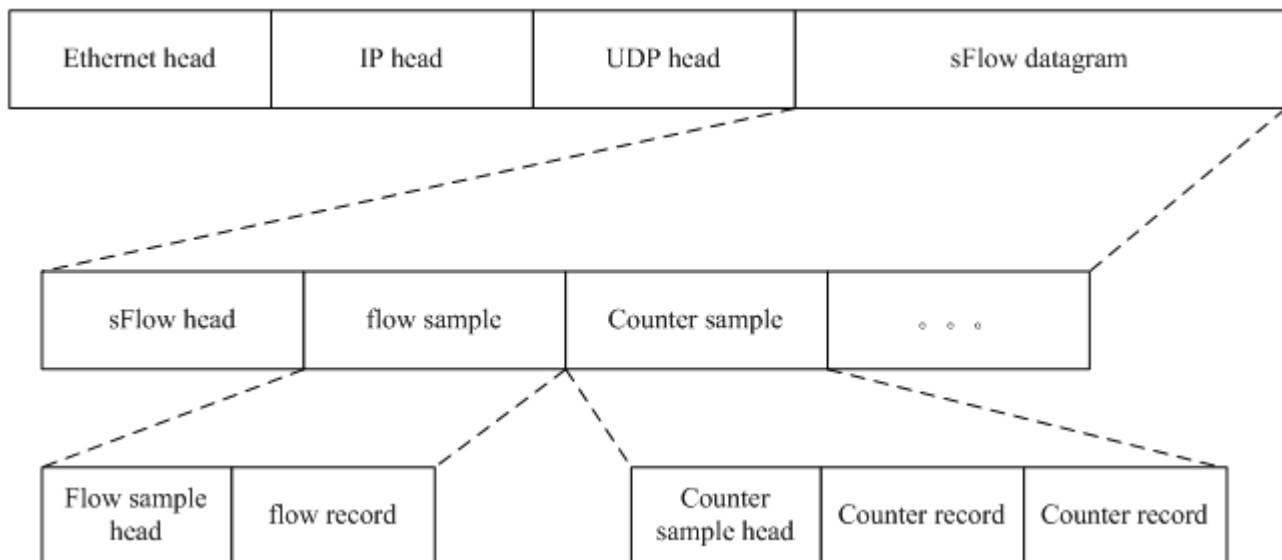 Ethernet head IP head UDP head sFlow datagram
sFlow head flow sample Counter sample 。。。
Flow sample head flow record Counter sample head Counter record Counter record